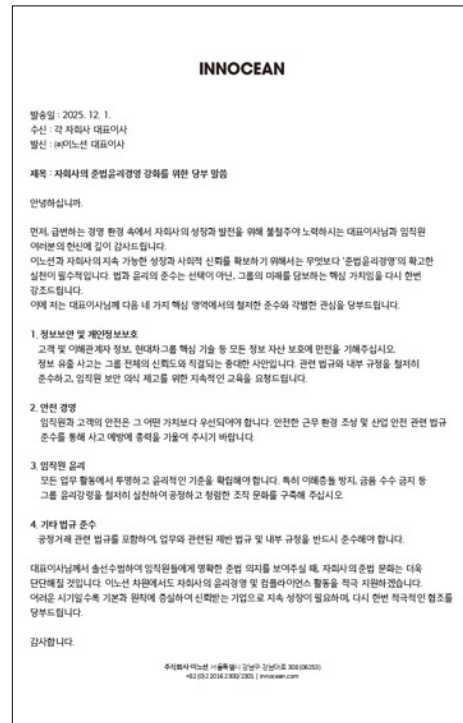 INNOCEAN
발송일 : 2025. 12. 1.
수신 : 각 자회사 대표이사
발신 : ㈜이노션 대표이사
제목 : 자회사의 준법윤리경영 강화를 위한 당부 말씀
안녕하십니까.
먼저, 급변하는 경영 환경 속에서 자회사의 성장과 발전을 위해 불철주야 노력하시는 대표이사님과 임직원
여러분의 헌신에 깊이 감사드립니다.
이노션과 자회사의 지속 가능한 성장과 사회적 신뢰를 확보하기 위해서는 무엇보다 '준법윤리경영'의 확고한
실천이 필수적입니다. 법과 윤리의 준수는 선택이 아닌, 그룹의 미래를 담보하는 핵심 가치임을 다시 한번
강조드립니다.
이에 저는 대표이사님께 다음 네 가지 핵심 영역에서의 철저한 준수와 각별한 관심을 당부드립니다.
1. 정보보안 및 개인정보보호
고객 및 이해관계자 정보, 현대차그룹 핵심 기술 등 모든 정보 자산 보호에 만전을 기해주십시오.
정보 유출 사고는 그룹 전체의 신뢰도와 직결되는 중대한 사안입니다. 관련 법규와 내부 규정을 철저히
준수하고, 임직원 보안 의식 제고를 위한 지속적인 교육을 요청드립니다.
2. 안전 경영
임직원과 고객의 안전은 그 어떤 가치보다 우선되어야 합니다. 안전한 근무 환경 조성 및 산업 안전 관련 법규
준수를 통해 사고 예방에 총력을 기울여 주시기 바랍니다.
3. 임직원 윤리
모든 업무 활동에서 투명하고 윤리적인 기준을 확립해야 합니다. 특히 이해충돌 방지, 금품 수수 금지 등
그룹 윤리강령을 철저히 실천하여 공정하고 청렴한 조직 문화를 구축해 주십시오.
4. 기타 법규 준수
공정거래 관련 법규를 포함하여, 업무와 관련된 제반 법규 및 내부 규정을 반드시 준수해야 합니다.
대표이사님께서 솔선수범하여 임직원들에게 명확한 준법 의지를 보여주실 때, 자회사의 준법 문화는 더욱
단단해질 것입니다. 이노션 차원에서도 자회사의 윤리경영 및 컴플라이언스 활동을 적극 지원하겠습니다.
어려운 시기일수록 기본과 원칙에 충실하여 신뢰받는 기업으로 지속 성장이 필요하며, 다시 한번 적극적인 협조를
당부드립니다.
감사합니다.
주식회사 이노션 서울특별시 강남구 강남대로 308 (06253)
+82 (0)2 2016 2300/2301 | innocean.com